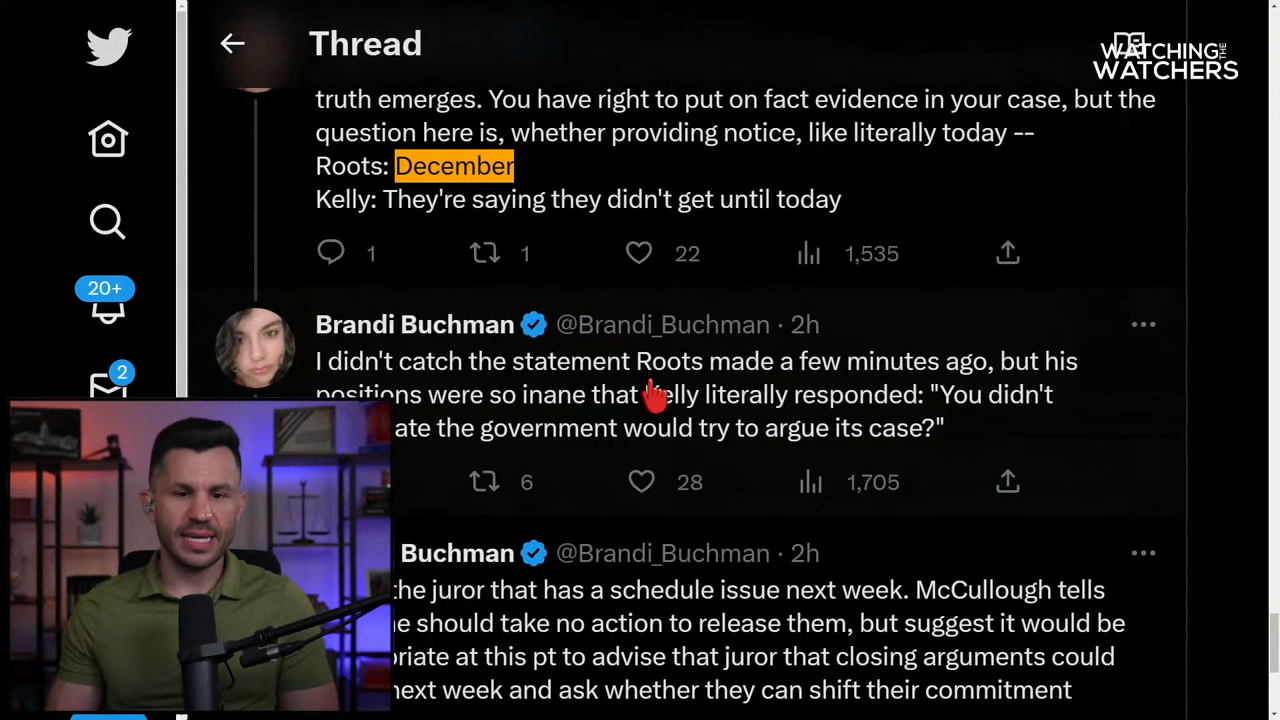 Thread
WATCHING THE
WATCHERS
truth emerges. You have right to put on fact evidence in your case, but the
question here is, whether providing notice, like literally today --
Roots: December
Kelly: They're saying they didn't get until today
1
1
22
1,535
20+
Brandi Buchman @Brandi_Buchman · 2h
I didn't catch the statement Roots made a few minutes ago, but his
positions were so inane that Kelly literally responded: "You didn't
ate the government would try to argue its case?"
2
6
28
1,705
Buchman @Brandi_Buchman · 2h
the juror that has a schedule issue next week. McCullough tells
e should take no action to release them, but suggest it would be
riate at this pt to advise that juror that closing arguments could
next week and ask whether they can shift their commitment